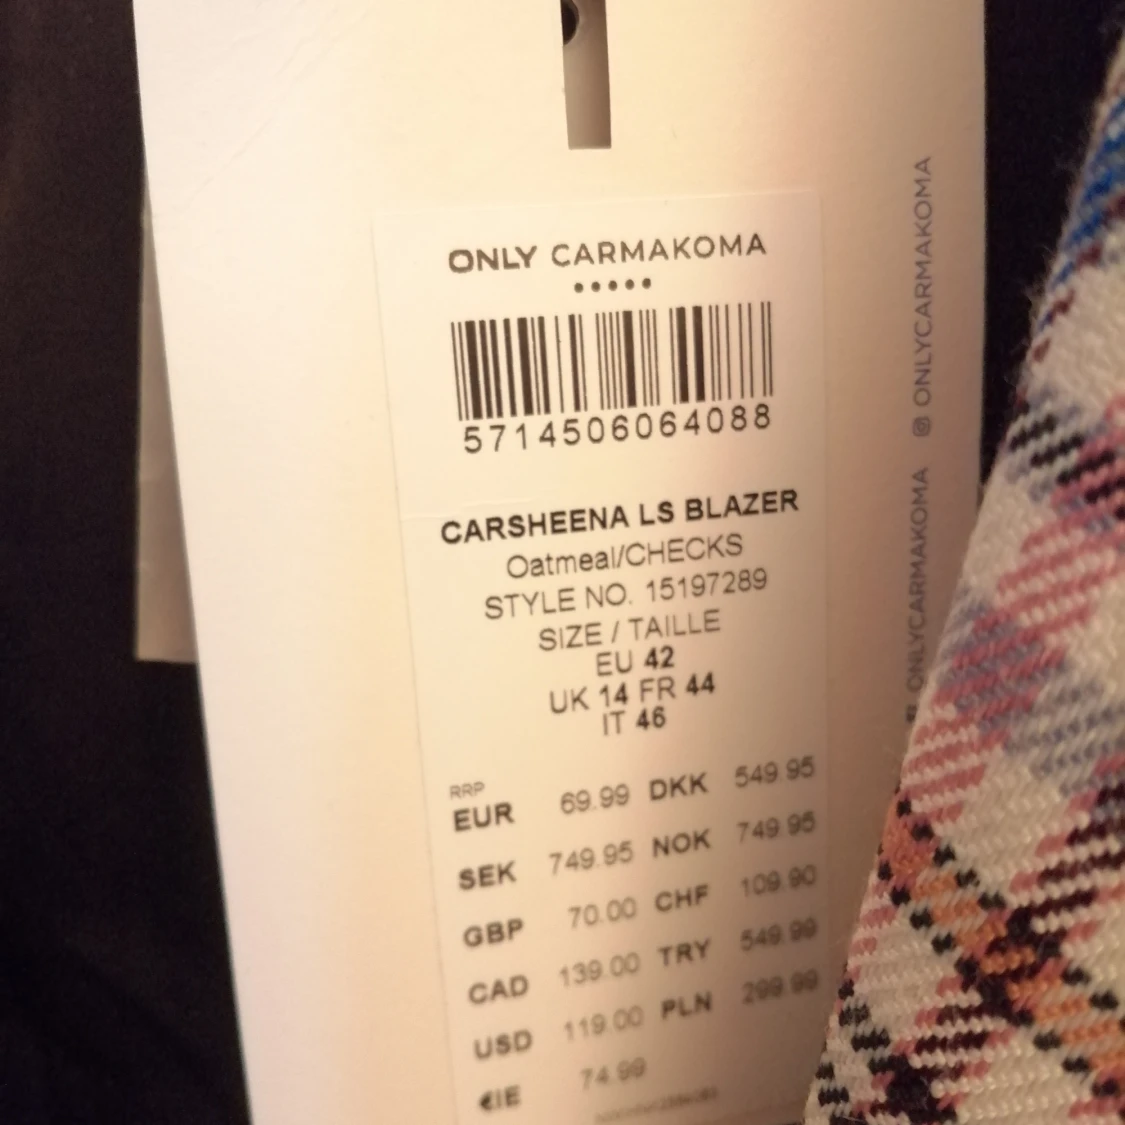 ONLY CARMAKOMA
5714506064088
CARSHEENA LS BLAZER
Oatmeal/CHECKS
STYLE NO. 15197289
SIZE / TAILLE
EU 42
UK 14 FR 44
IT 46
RRP
EUR 69.99 DKK 549.95
SEK 749.95 NOK 749.95
GBP 70.00 CHF 109.90
CAD 139.00 TRY 549.99
USD 119.00 PLN 299.99
€IE 74.99
ONLYCARMAKOMA
ONLYCARMAKOMA